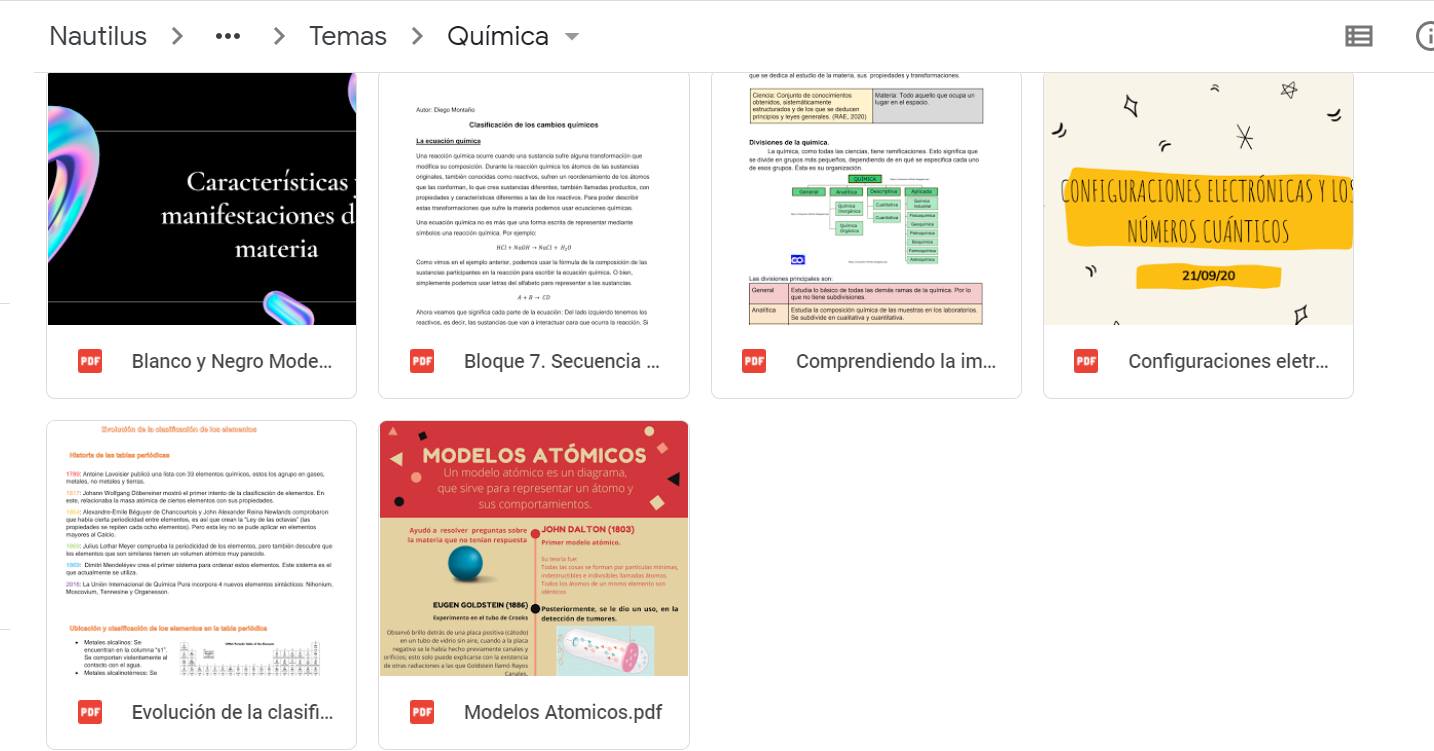 Nautilus > ... > Temas > Química
Características y
manifestaciones d
materia
PDF Blanco y Negro Mode...
Autor: Diego Montaño
Clasificación de los cambios químicos
La ecuación química
Una reacción química ocurre cuando una sustancia sufre alguna transformación que
modifica su composición. Durante la reacción química los átomos de las sustancias
originales, también conocidas como reactivos, sufren un reordenamiento de los átomos
que las conforman, lo que crea sustancias diferentes, también llamadas productos, con
propiedades y características diferentes a las de los reactivos. Para poder describir
estas transformaciones que sufre la materia podemos usar ecuaciones químicas.
Una ecuación química no es más que una forma escrita de representar mediante
símbolos una reacción química. Por ejemplo:
HCl + NaOH → NaCl + H₂O
Como vimos en el ejemplo anterior, podemos usar la fórmula de la composición de las
sustancias participantes en la reacción para escribir la ecuación química. O bien,
simplemente podemos usar letras del alfabeto para representar a las sustancias.
A + B → CD
Ahora veamos que significa cada parte de la ecuación: Del lado izquierdo tenemos los
reactivos, es decir, las sustancias que van a interactuar para que ocurra la reacción. Si
PDF Bloque 7. Secuencia ...
que se dedica al estudio de la materia, sus propiedades y transformaciones.
Ciencia: Conjunto de conocimientos
obtenidos, sistemáticamente
estructurados y de los que se deducen
principios y leyes generales. (RAE, 2020)
Materia: Todo aquello que ocupa un
lugar en el espacio.
Divisiones de la química.
La química, como todas las ciencias, tiene ramificaciones. Esto significa que
se divide en grupos más pequeños, dependiendo de en qué se especifica cada uno
de esos grupos. Esta es su organización.
QUÍMICA
General Analítica Descriptiva Aplicada
Química
Inorgánica
Química
Orgánica
Cualitativa
Cuantitativa
Química
Industrial
Fisicoquímica
Geoquímica
Petroquímica
Bioquímica
Farmoquímica
Astroquímica
GO!
Las divisiones principales son:
General Estudia lo básico de todas las demás ramas de la química. Por lo
que no tiene subdivisiones.
Analítica Estudia la composición química de las muestras en los laboratorios.
Se subdivide en cualitativa y cuantitativa.
PDF Comprendiendo la im...
CONFIGURACIONES ELECTRÓNICAS Y LOS
NÚMEROS CUÁNTICOS
21/09/20
PDF Configuraciones eletr...
Evolución de la clasificación de los elementos
Historia de las tablas periódicas
1789: Antoine Lavoisier publicó una lista con 33 elementos químicos, estos los agrupo en gases,
metales, no metales y tierras.
1817: Johann Wolfgang Döbereiner mostró el primer intento de la clasificación de elementos. En
este, relacionaba la masa atómica de ciertos elementos con sus propiedades.
1864: Alexandre-Emile Béguyer de Chancourtois y John Alexander Reina Newlands comprobaron
que había cierta periodicidad entre elementos, es así que crean la "Ley de las octavas" (las
propiedades se repiten cada ocho elementos). Pero esta ley no se pude aplicar en elementos
mayores al Calcio.
1869: Julius Lothar Meyer comprueba la periodicidad de los elementos, pero también descubre que
los elementos que son similares tienen un volumen atómico muy parecido.
1869: Dimitri Mendeléyev crea el primer sistema para ordenar estos elementos. Este sistema es el
que actualmente se utiliza.
2016: La Unión Internacional de Química Pura incorpora 4 nuevos elementos sintácticos: Nihonium,
Moscovium, Tennesine y Organesson.
Ubicación y clasificación de los elementos en la tabla periódica
• Metales alcalinos: Se
encuentran en la columna "s1".
Se comportan violentamente al
contacto con el agua.
• Metales alcalinotérreos: Se
PDF Evolución de la clasifi...
MODELOS ATÓMICOS
Un modelo atómico es un diagrama,
que sirve para representar un átomo y
sus comportamientos.
Ayudó a resolver preguntas sobre
la materia que no tenían respuesta
JOHN DALTON (1803)
Primer modelo atómico.
Su teoría fue:
Todas las cosas se forman por partículas mínimas,
indestructibles e indivisibles llamadas átomos.
Todos los átomos de un mismo elemento son
idénticos
EUGEN GOLDSTEIN (1886)
Experimento en el tubo de Crooks
Observó brillo detrás de una placa positiva (cátodo)
en un tubo de vidrio sin aire, cuando a la placa
negativa se le había hecho previamente canales y
orificios; esto solo puede explicarse con la existencia
de otras radiaciones a las que Goldstein llamó Rayos
Canales.
Posteriormente, se le dio un uso, en la
detección de tumores.
PDF Modelos Atomicos.pdf